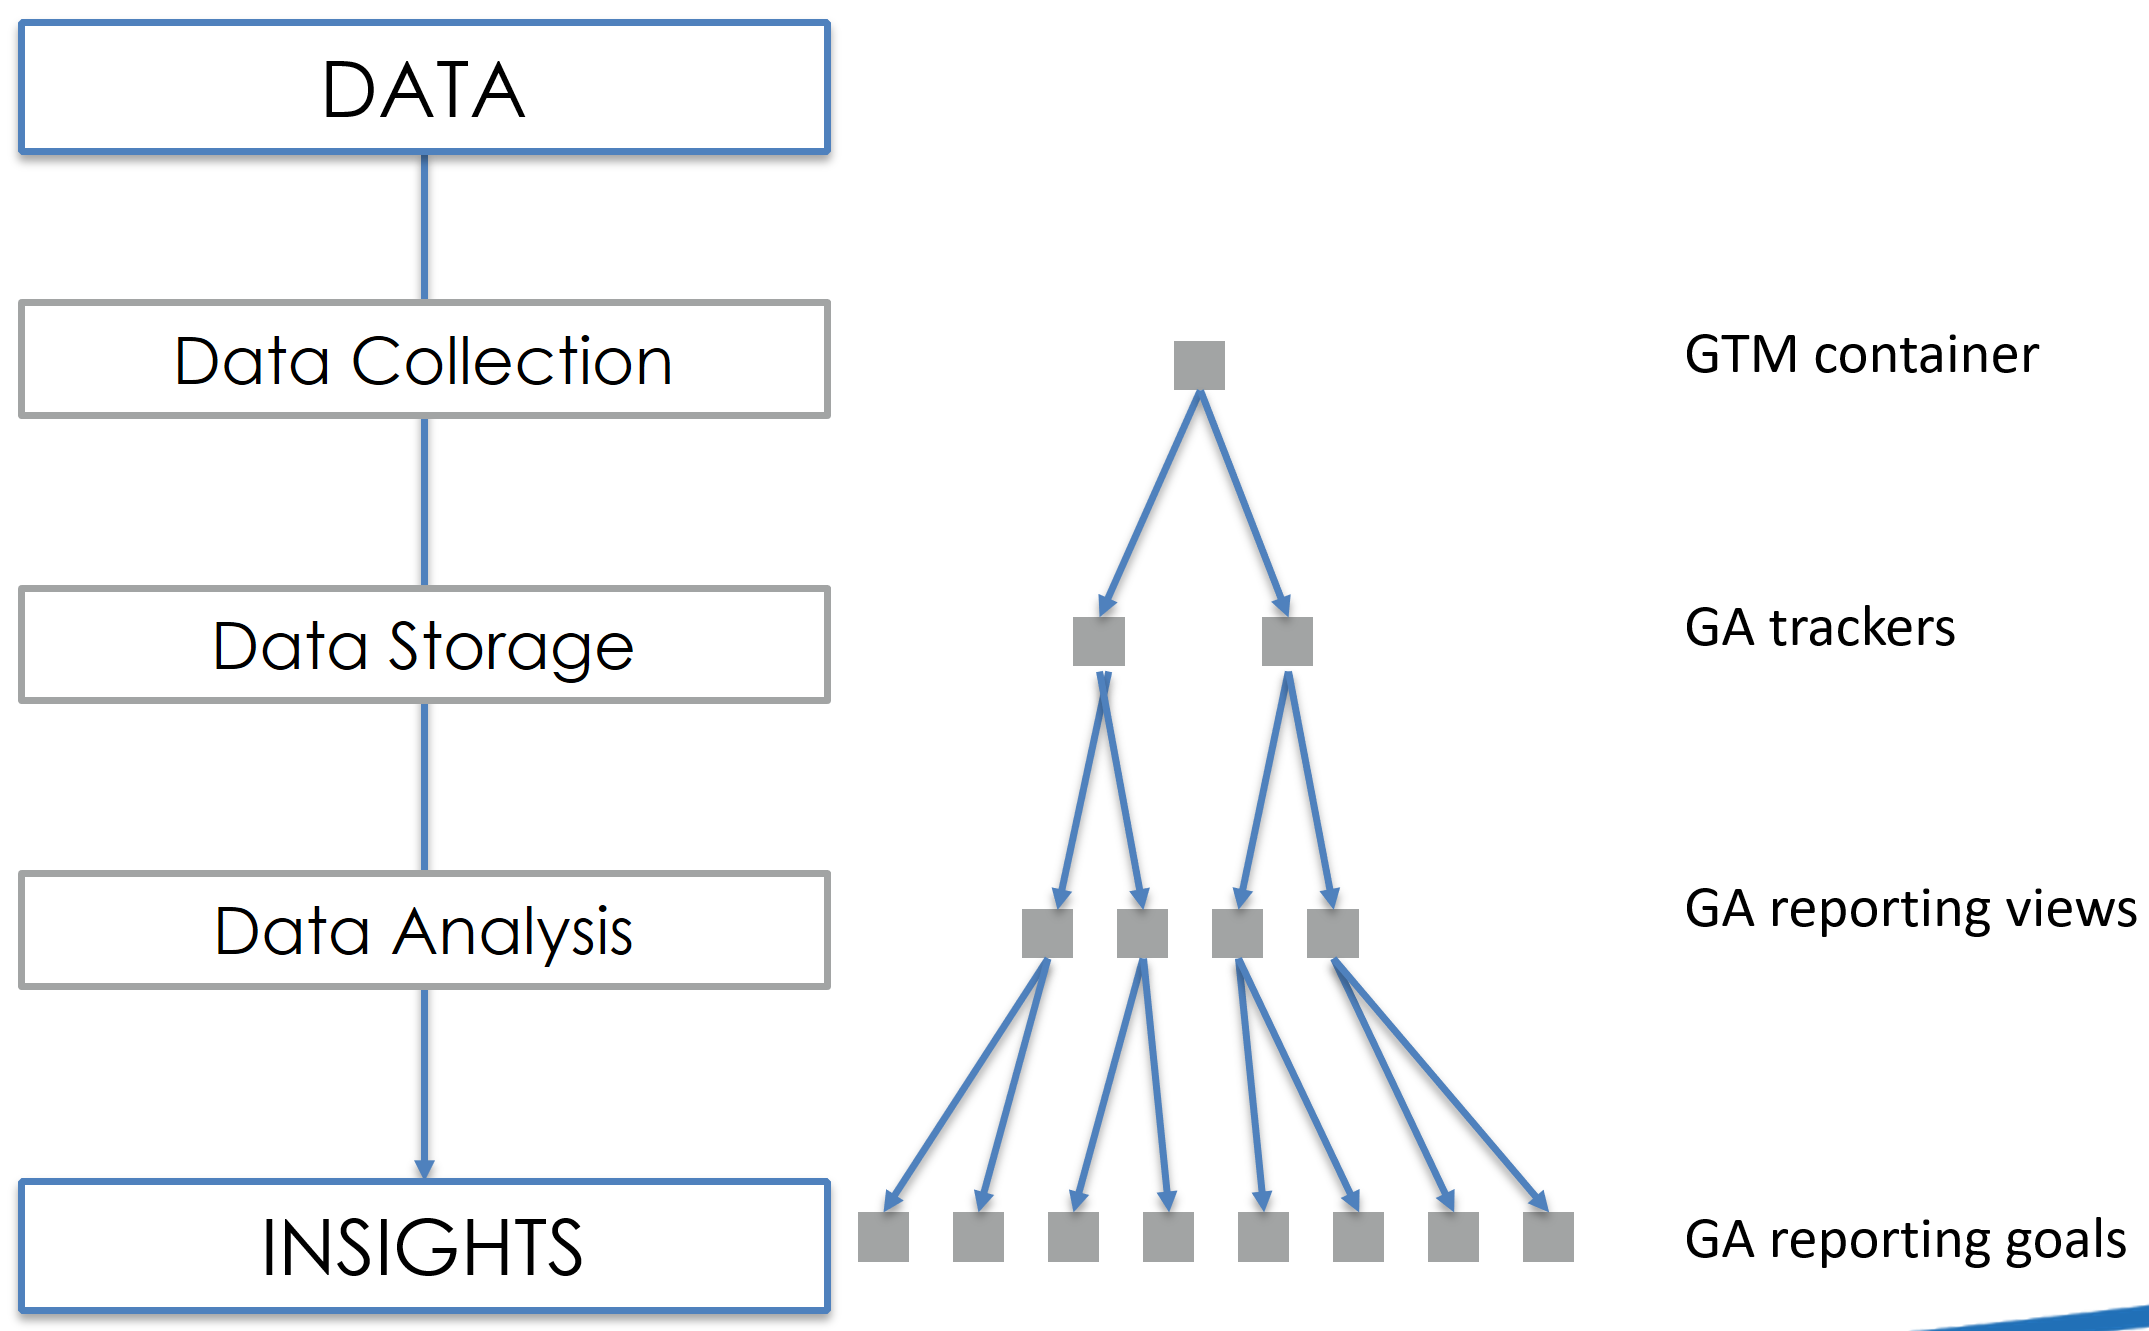 DATA
Data Collection
GTM container
Data Storage
GA trackers
Data Analysis
GA reporting views
INSIGHTS
GA reporting goals